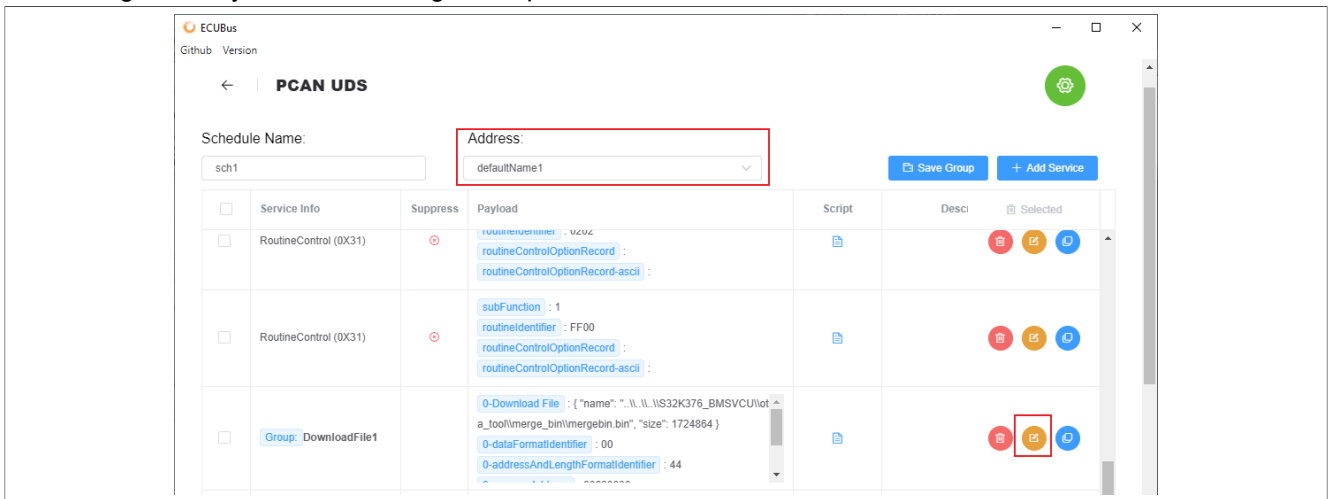 ECUBus
Github Version
PCAN UDS
Schedule Name:
Address:
sch1
defaultName1
Save Group
+ Add Service
Service Info
Suppress
Payload
Script
Desci
Selected
RoutineControl (0X31)
routineIdentifier : 0202
routineControlOptionRecord :
routineControlOptionRecord-ascii :
RoutineControl (0X31)
subFunction : 1
routineIdentifier : FF00
routineControlOptionRecord :
routineControlOptionRecord-ascii :
Group: DownloadFile1
0-Download File : { "name": "..\\..\\..\\S32K376_BMSVCU\\ot
a_tool\\merge_bin\\mergebin.bin", "size": 1724864 }
0-dataFormatIdentifier : 00
0-addressAndLengthFormatIdentifier : 44